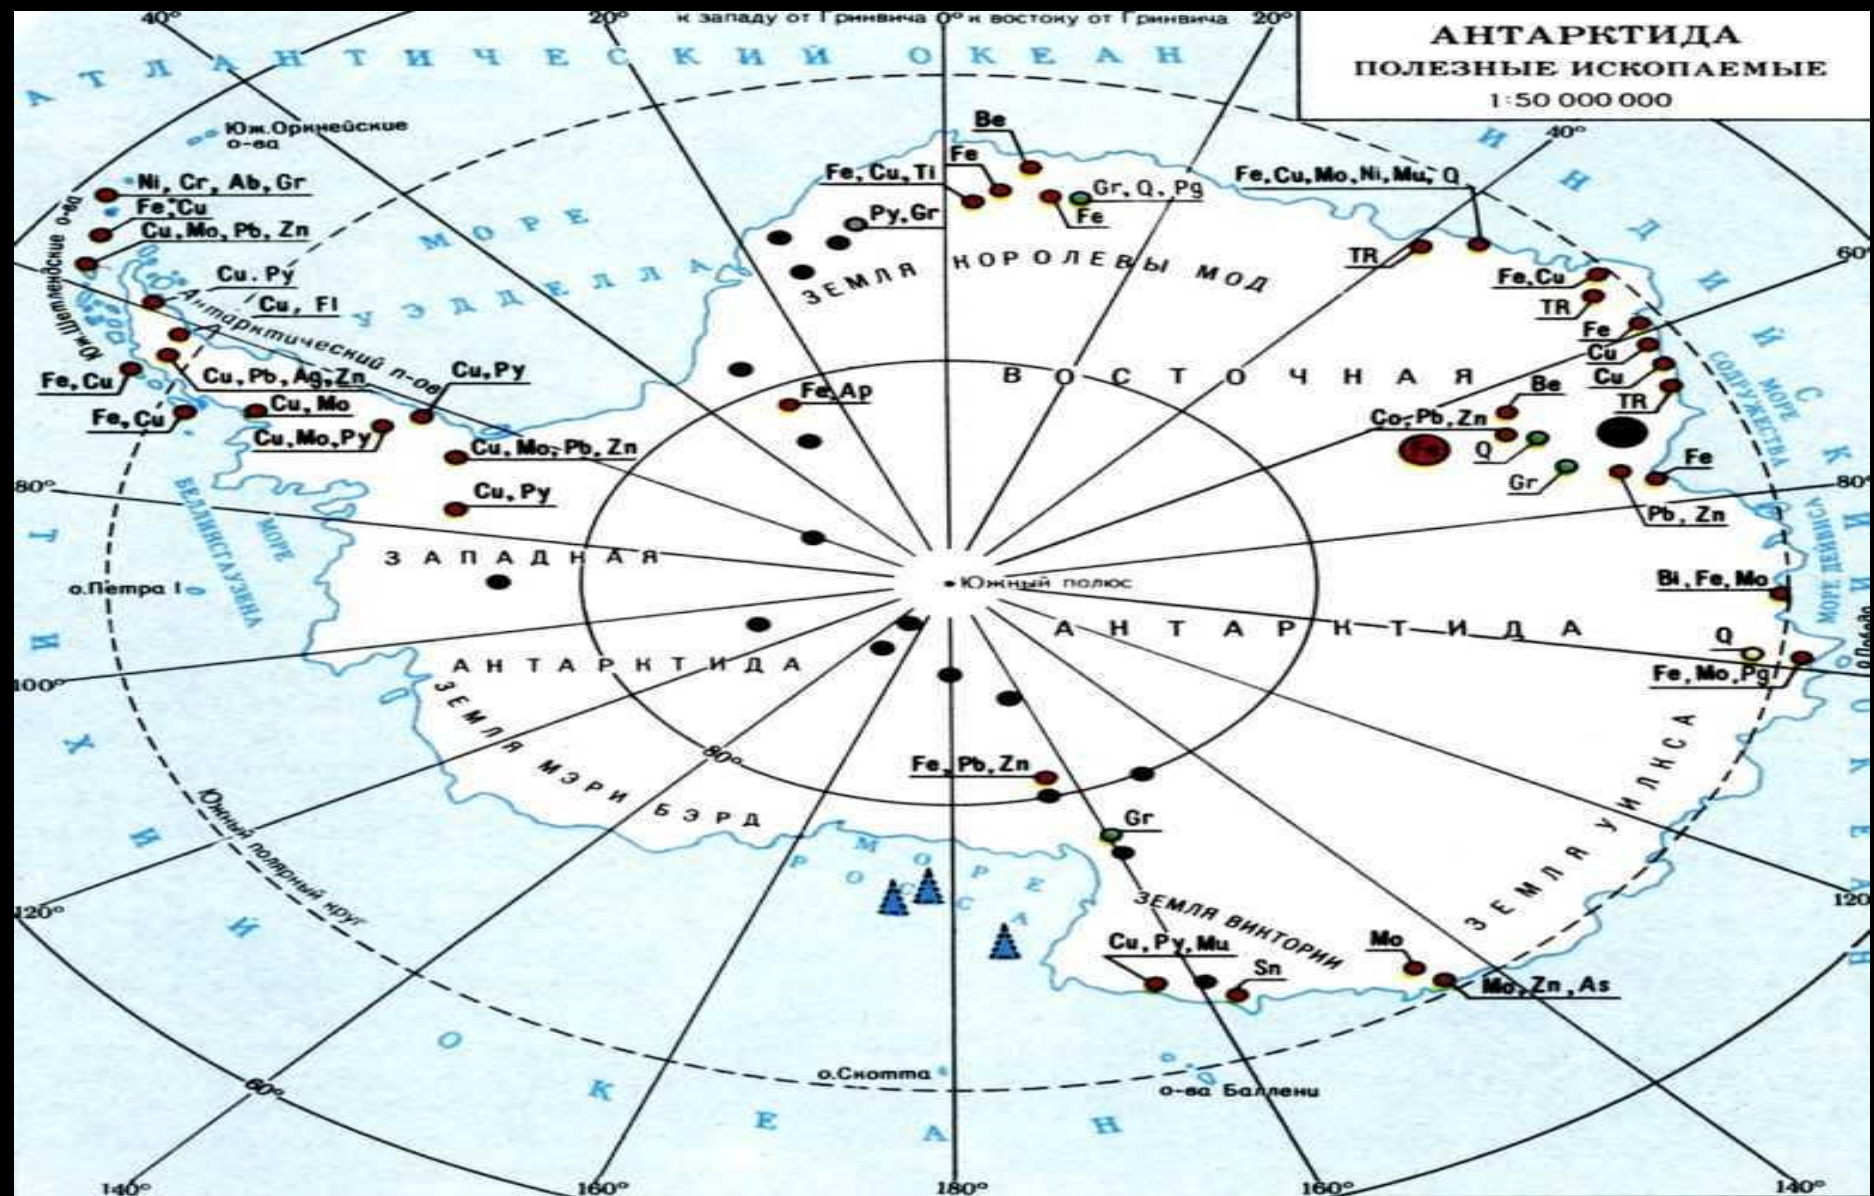 40°
20°
к западу от Гринвича 0° к востоку от Гринвича
20°
АНТАРКТИДА
ПОЛЕЗНЫЕ ИСКОПАЕМЫЕ
1:50 000 000
АТЛАНТИЧЕСКИЙ ОКЕАН
40°
ИНДИЙСКИЙ ОКЕАН
Юж. Оркнейские
о-ва
Be
Fe
Fe, Cu, Ti
Gr, Q, Pg
Fe
Fe, Cu, Mo, Ni, Mu, Q
Ni, Cr, Ab, Gr
Fe, Cu
Cu, Mo, Pb, Zn
Юж. Шетлендские о-ва
МОРЕ
УЭДДЕЛЛА
Py, Gr
ЗЕМЛЯ КОРОЛЕВЫ МОД
TR
60°
Fe, Cu
TR
Cu. Py
Cu, Fl
Антарктический п-ов
Fe
Cu
Cu
TR
МОРЕ
СОДРУЖЕСТВА
Fe, Cu
Cu, Pb, Ag, Zn
Cu, Py
Fe, Ap
ВОСТОЧНАЯ
Be
Fe, Cu
Cu, Mo
Co, Pb, Zn
Cu, Mo, Py
Cu, Mo, Pb, Zn
Fe
Q
Fe
80°
Cu, Py
Gr
80°
Pb, Zn
МОРЕ
БЕЛЛИНСГАУЗЕНА
МОРЕ ДЕЙВИСА
ЗАПАДНАЯ
Южный полюс
Bi, Fe, Mo
о.Петра I
АНТАРКТИДА
Q
АНТАРКТИДА
Fe, Mo, Pg
100°
ЗЕМЛЯ МЭРИ БЭРД
80°
Fe, Pb, Zn
Gr
ЗЕМЛЯ УИЛКСА
Южный полярный круг
МОРЕ
РОССА
120°
120°
ЗЕМЛЯ ВИКТОРИИ
Cu, Py, Mu
Sn
Mo
Mo, Zn, As
о.Скотта
о-ва Баллени
60°
ТИХИЙ ОКЕАН
140°
160°
180°
160°
140°